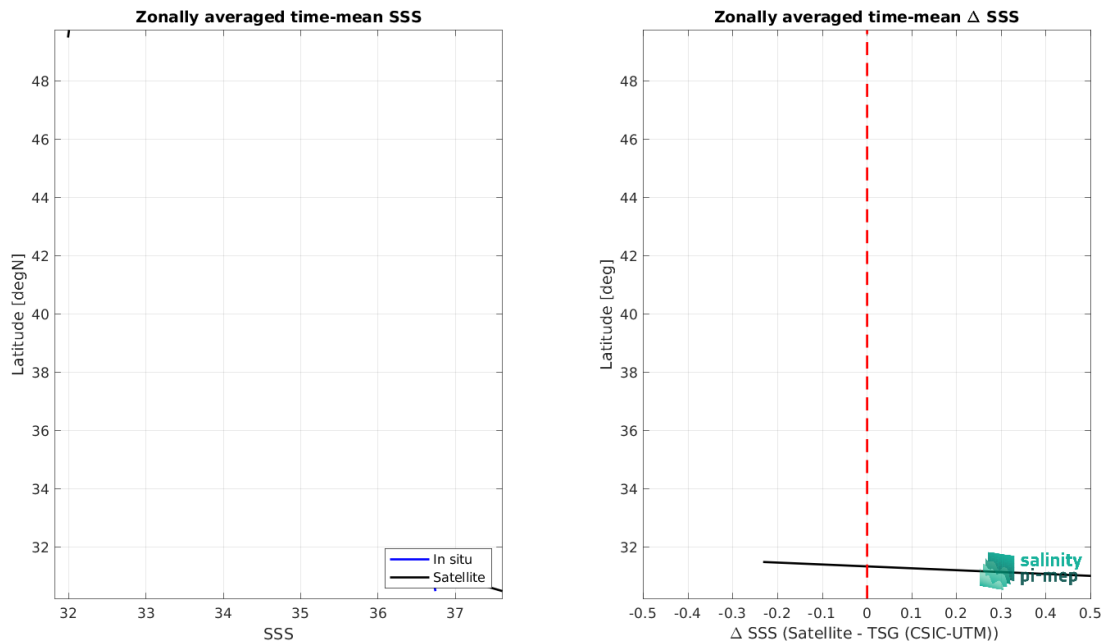 Zonally averaged time-mean SSS
48
46
44
42
40
38
36
34
32
Latitude [degN]
32 33 34 35 36 37
SSS
In situ
Satellite
Zonally averaged time-mean Δ SSS
48
46
44
42
40
38
36
34
32
Latitude [deg]
-0.5 -0.4 -0.3 -0.2 -0.1 0 0.1 0.2 0.3 0.4 0.5
Δ SSS (Satellite - TSG (CSIC-UTM))
salinity
pi-mep